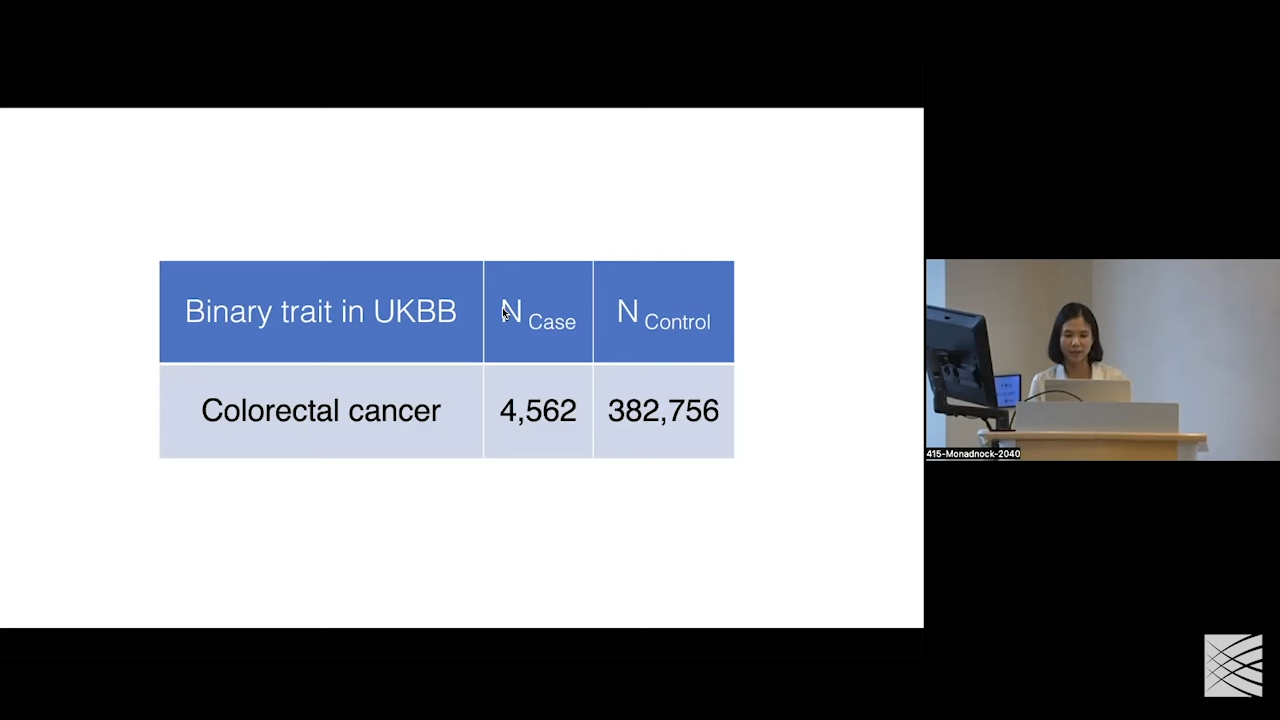 Binary trait in UKBB
N Case
N Control
Colorectal cancer
4,562
382,756
415-Monadnock-2040